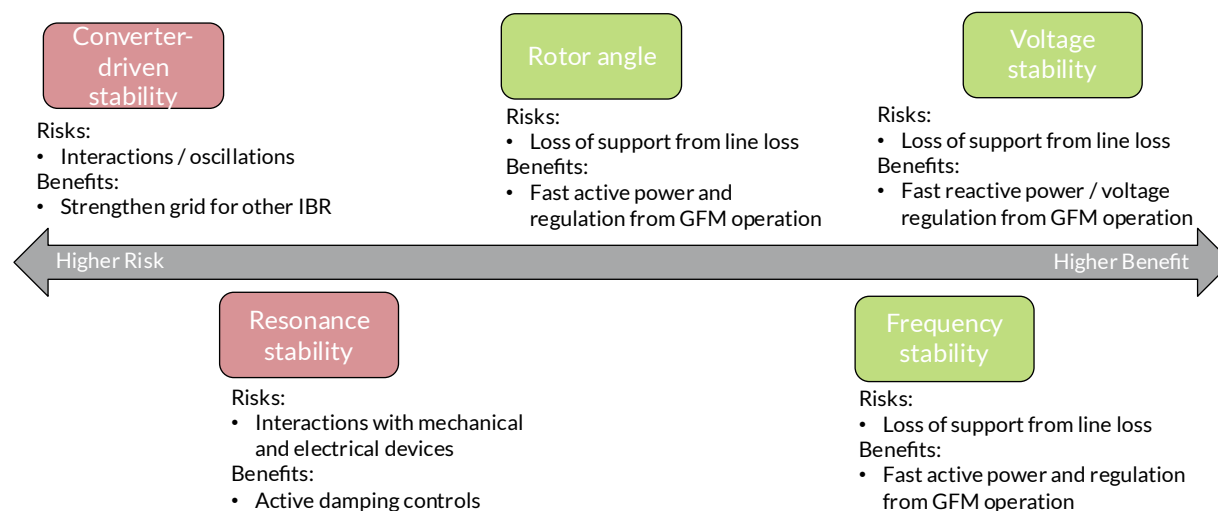 Converter-
driven
stability
Risks:
• Interactions / oscillations
Benefits:
• Strengthen grid for other IBR
Rotor angle
Risks:
• Loss of support from line loss
Benefits:
• Fast active power and
regulation from GFM operation
Voltage
stability
Risks:
• Loss of support from line loss
Benefits:
• Fast reactive power / voltage
regulation from GFM operation
Higher Risk
Higher Benefit
Resonance
stability
Risks:
• Interactions with mechanical
and electrical devices
Benefits:
• Active damping controls
Frequency
stability
Risks:
• Loss of support from line loss
Benefits:
• Fast active power and regulation
from GFM operation